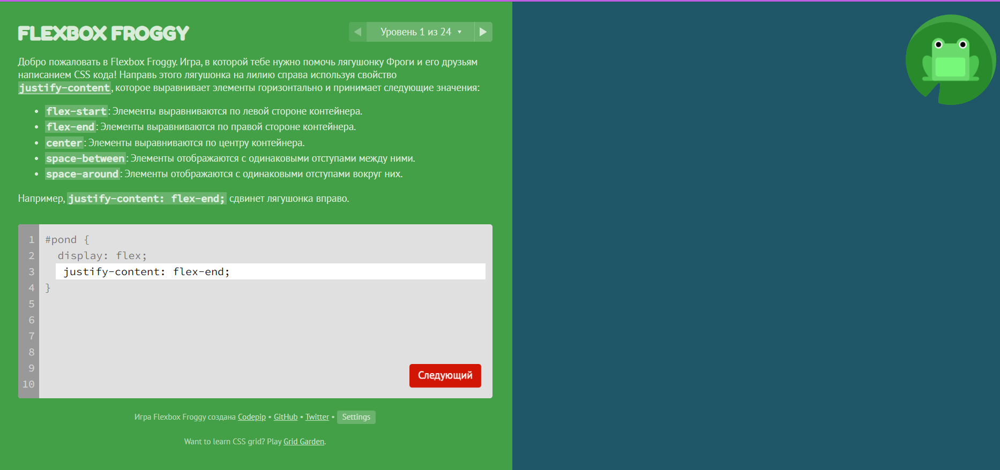 FLEXBOX FROGGY
Уровень 1 из 24
Добро пожаловать в Flexbox Froggy. Игра, в которой тебе нужно помочь лягушонку Фроги и его друзьям
написанием CSS кода! Направь этого лягушонка на лилию справа используя свойство
justify-content, которое выравнивает элементы горизонтально и принимает следующие значения:
• flex-start: Элементы выравниваются по левой стороне контейнера.
• flex-end: Элементы выравниваются по правой стороне контейнера.
• center: Элементы выравниваются по центру контейнера.
• space-between: Элементы отображаются с одинаковыми отступами между ними.
• space-around: Элементы отображаются с одинаковыми отступами вокруг них.
Например, justify-content: flex-end; сдвинет лягушонка вправо.
1 #pond {
2 display: flex;
3 justify-content: flex-end;
4 }
5
6
7
8
9
10
Следующий
Игра Flexbox Froggy создана Codepip • GitHub • Twitter • Settings
Want to learn CSS grid? Play Grid Garden.